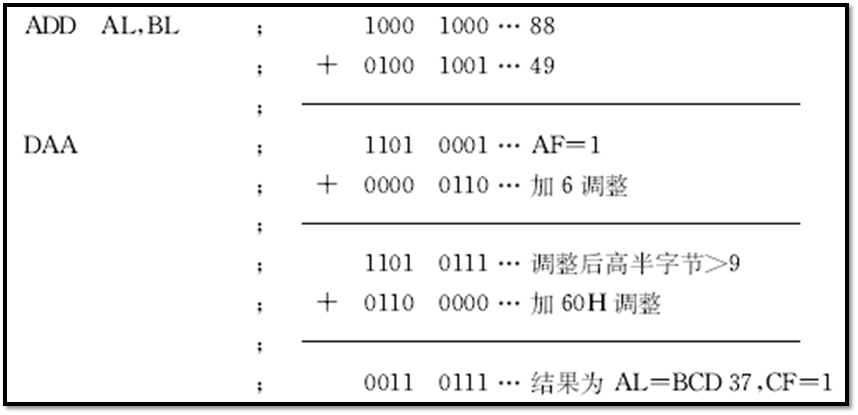 ADD AL,BL ; 1000 1000 … 88
; + 0100 1001 … 49
;
DAA ; 1101 0001 … AF=1
; + 0000 0110 … 加 6 调整
;
; 1101 0111 … 调整后高半字节>9
; + 0110 0000 … 加 60H 调整
;
; 0011 0111 … 结果为 AL=BCD 37,CF=1